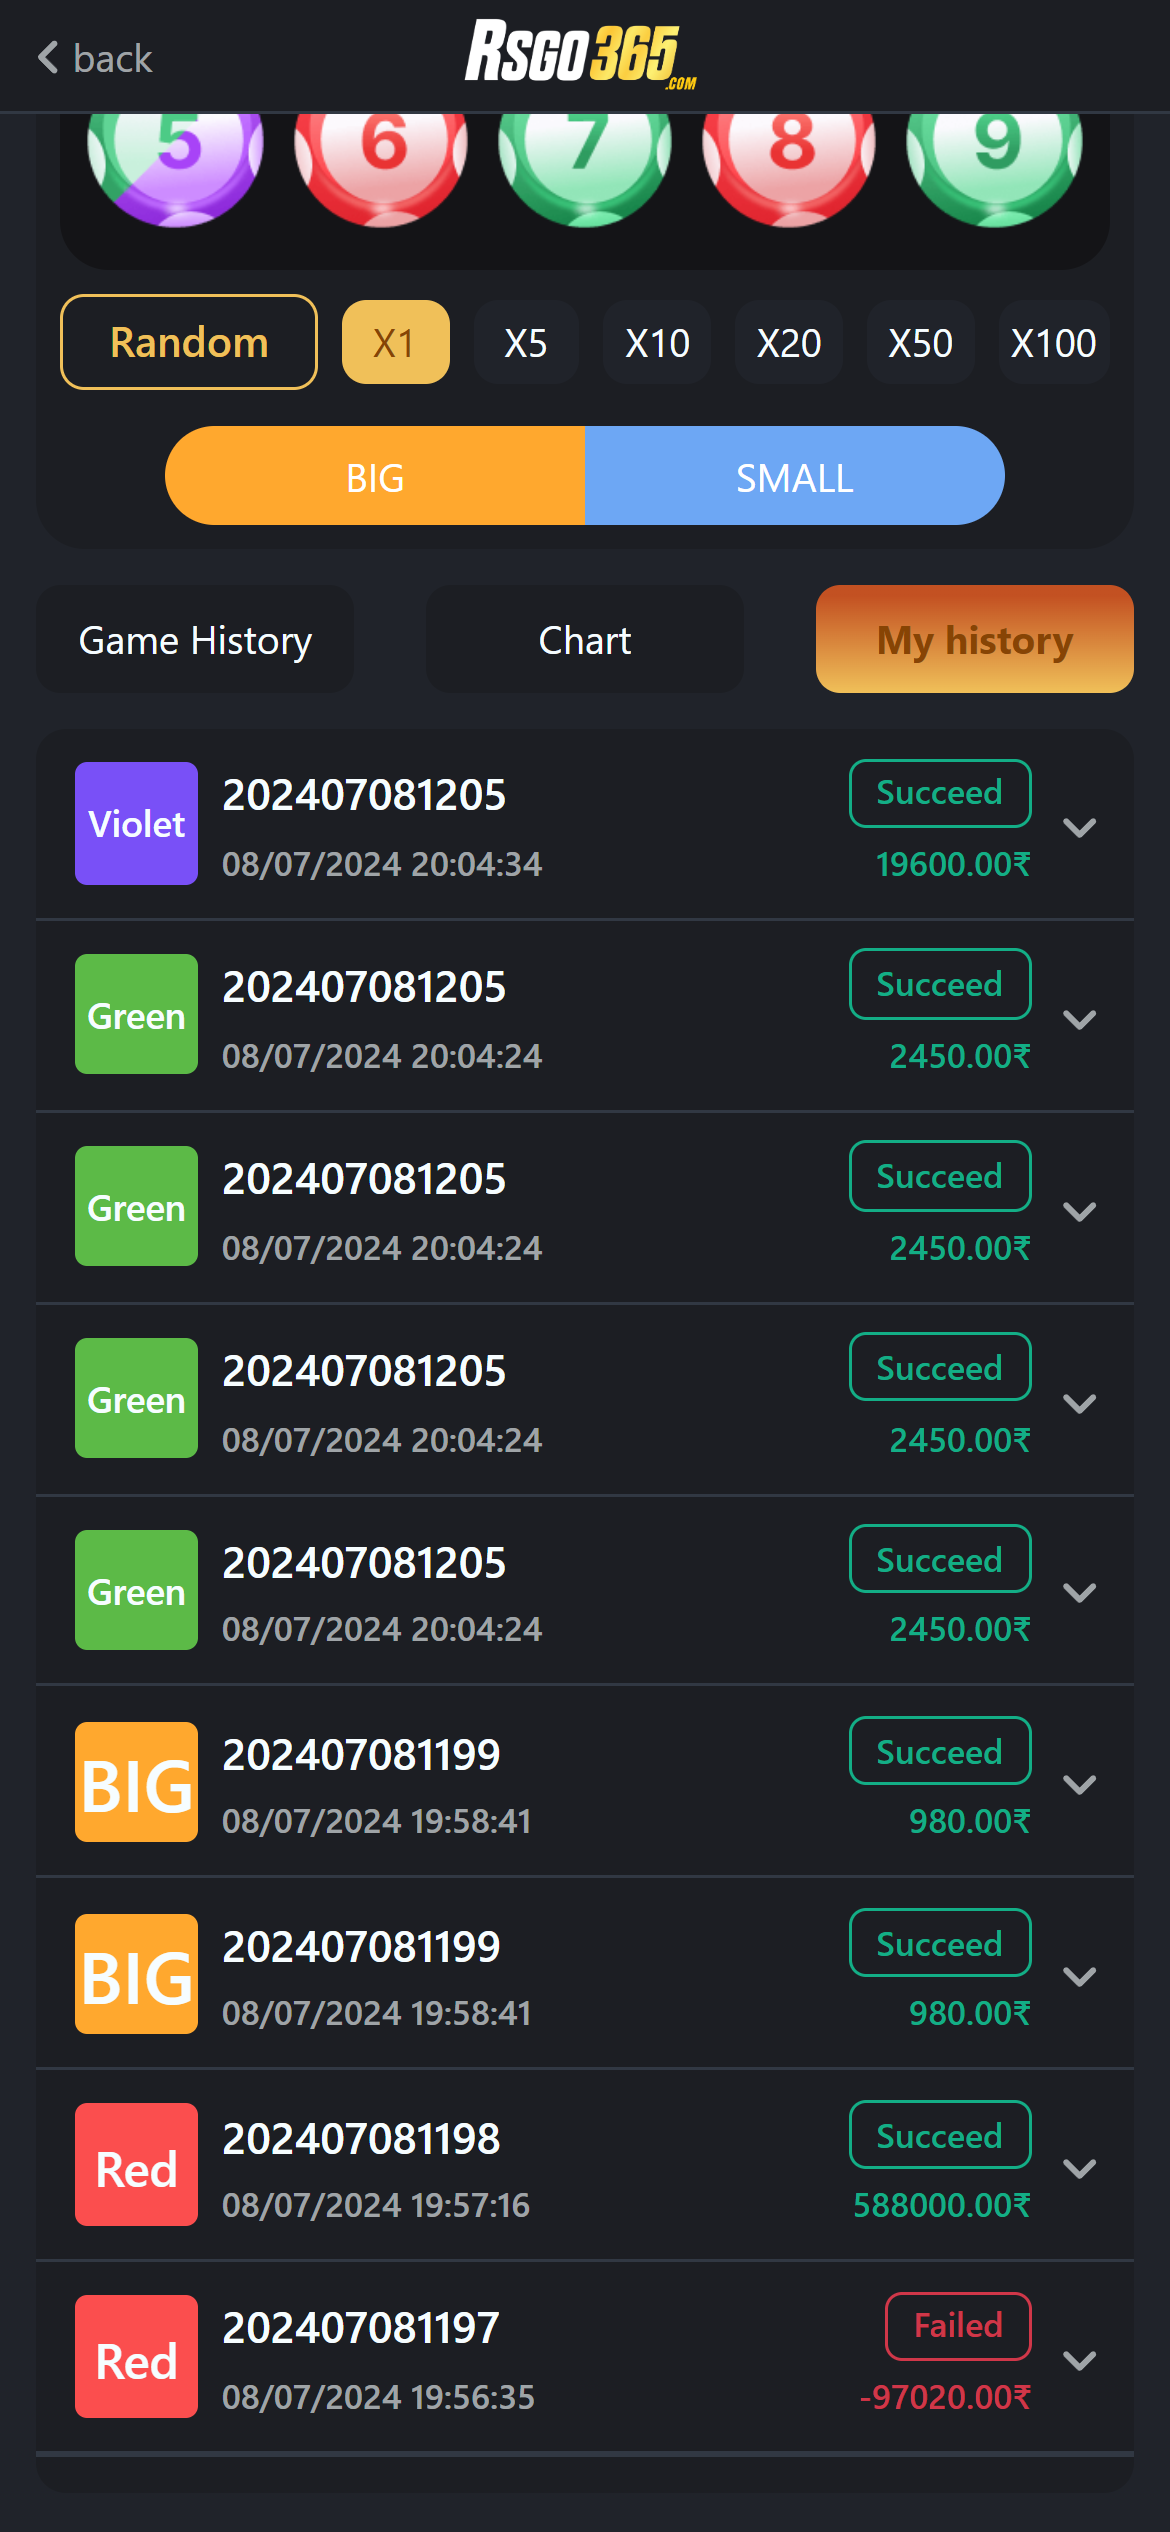 back
RSGO365.COM
5 6 7 8 9
Random X1 X5 X10 X20 X50 X100
BIG SMALL
Game History Chart My history
Violet 202407081205 Succeed
08/07/2024 20:04:34 19600.00₹
Green 202407081205 Succeed
08/07/2024 20:04:24 2450.00₹
Green 202407081205 Succeed
08/07/2024 20:04:24 2450.00₹
Green 202407081205 Succeed
08/07/2024 20:04:24 2450.00₹
Green 202407081205 Succeed
08/07/2024 20:04:24 2450.00₹
BIG 202407081199 Succeed
08/07/2024 19:58:41 980.00₹
BIG 202407081199 Succeed
08/07/2024 19:58:41 980.00₹
Red 202407081198 Succeed
08/07/2024 19:57:16 588000.00₹
Red 202407081197 Failed
08/07/2024 19:56:35 -97020.00₹